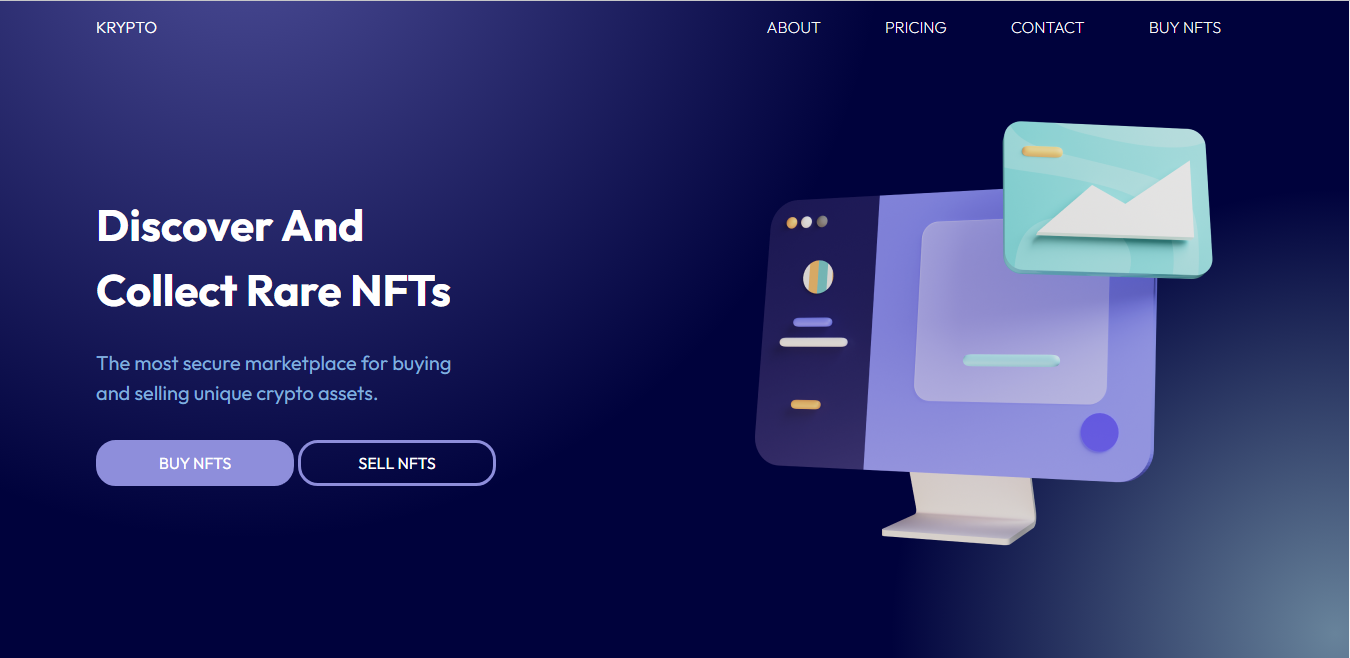 KRYPTO
ABOUT
PRICING
CONTACT
BUY NFTS
Discover And
Collect Rare NFTs
The most secure marketplace for buying
and selling unique crypto assets.
BUY NFTS
SELL NFTS